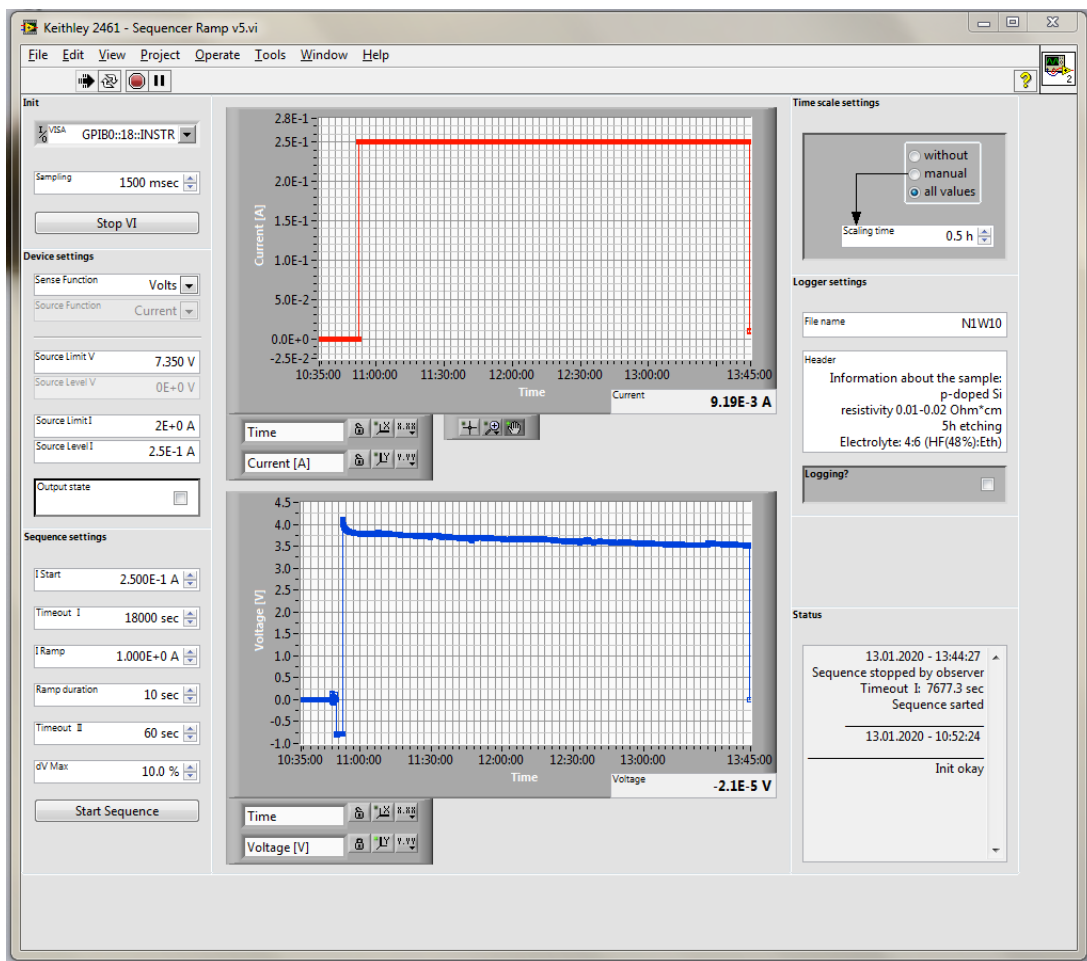 Keithley 2461 - Sequencer Ramp v5.vi
File Edit View Project Operate Tools Window Help
2
Init
I/O VISA GPIB0::18::INSTR
Sampling 1500 msec
Stop VI
Device settings
Sense Function Volts
Source Function Current
Source Limit V 7.350 V
Source Level V 0E+0 V
Source Limit I 2E+0 A
Source Level I 2.5E-1 A
Output state
Sequence settings
I Start 2.500E-1 A
Timeout I 18000 sec
I Ramp 1.000E+0 A
Ramp duration 10 sec
Timeout II 60 sec
dV Max 10.0 %
Start Sequence
2.8E-1
2.5E-1
2.0E-1
1.5E-1
1.0E-1
5.0E-2
0.0E+0
-2.5E-2
Current [A]
10:35:00 11:00:00 11:30:00 12:00:00 12:30:00 13:00:00 13:45:00
Time
Current 9.19E-3 A
Time
Current [A]
4.5
4.0
3.5
3.0
2.5
2.0
1.5
1.0
0.5
0.0
-0.5
-1.0
Voltage [V]
10:35:00 11:00:00 11:30:00 12:00:00 12:30:00 13:00:00 13:45:00
Time
Voltage -2.1E-5 V
Time
Voltage [V]
Time scale settings
without
manual
all values
Scaling time 0.5 h
Logger settings
File name N1W10
Header
Information about the sample:
p-doped Si
resistivity 0.01-0.02 Ohm*cm
5h etching
Electrolyte: 4:6 (HF(48%):Eth)
Logging?
Status
13.01.2020 - 13:44:27
Sequence stopped by observer
Timeout I: 7677.3 sec
Sequence sarted
13.01.2020 - 10:52:24
Init okay